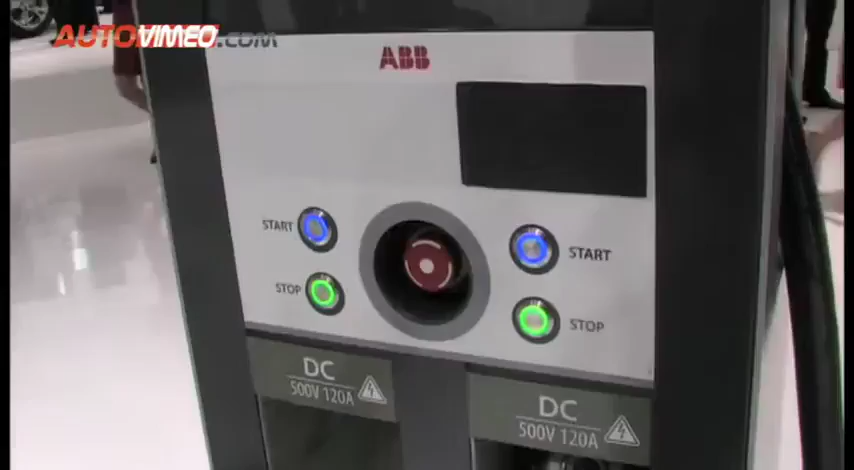 AUTOVIMEO.COM
ABB
START
START
STOP
STOP
DC
500V 120A
DC
500V 120A